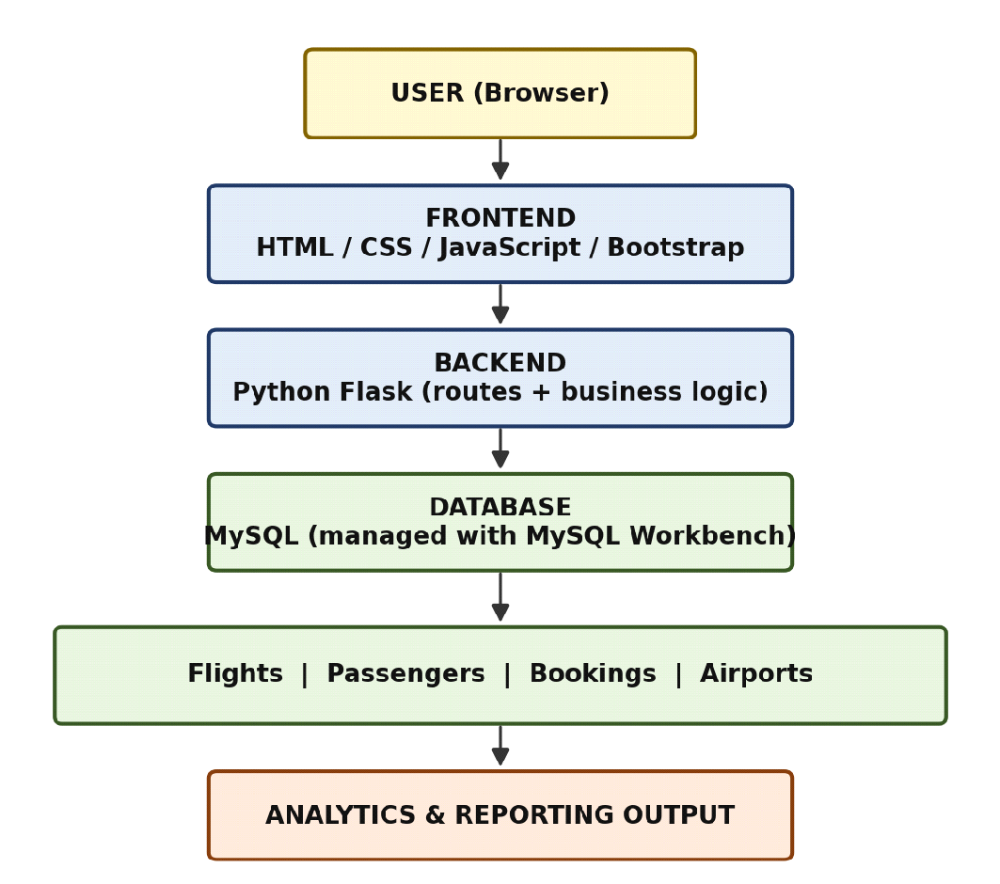 USER (Browser)
FRONTEND
HTML / CSS / JavaScript / Bootstrap
BACKEND
Python Flask (routes + business logic)
DATABASE
MySQL (managed with MySQL Workbench)
Flights | Passengers | Bookings | Airports
ANALYTICS & REPORTING OUTPUT